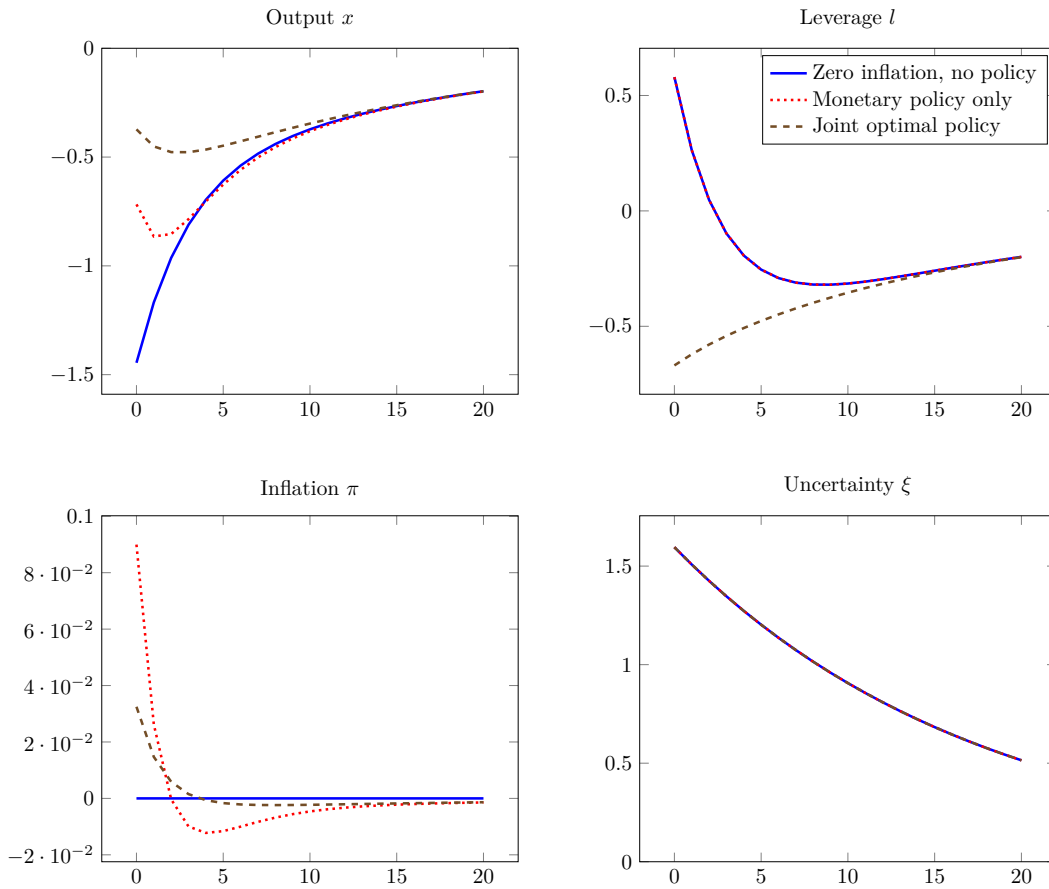 Output x
0
−0.5
−1
−1.5
0 5 10 15 20
Leverage l
0.5
0
−0.5
0 5 10 15 20
Zero inflation, no policy
Monetary policy only
Joint optimal policy
Inflation π
0.1
8 · 10⁻²
6 · 10⁻²
4 · 10⁻²
2 · 10⁻²
0
−2 · 10⁻²
0 5 10 15 20
Uncertainty ξ
1.5
1
0.5
0
0 5 10 15 20